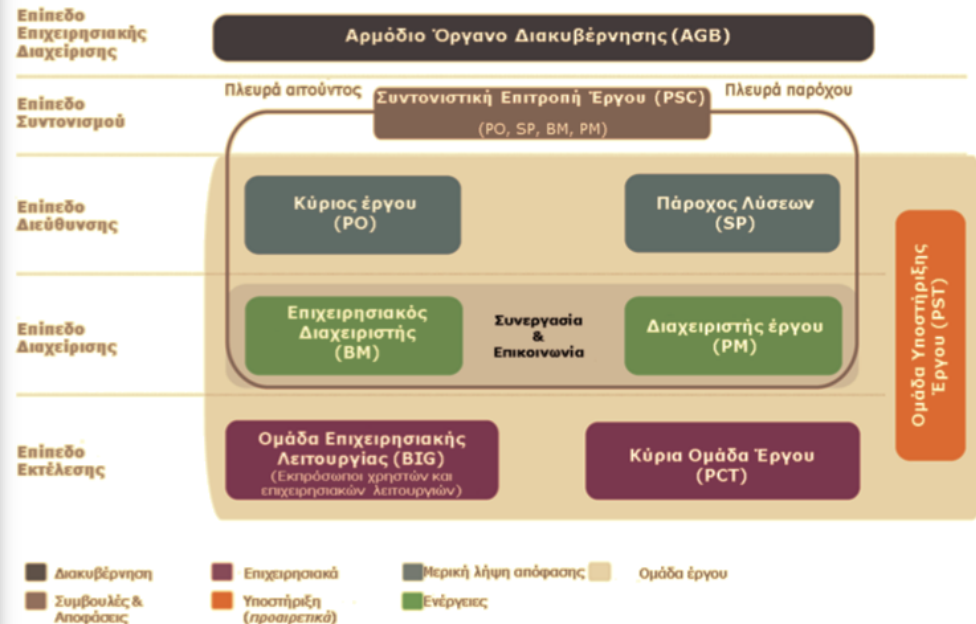 Επίπεδο
Επιχειρησιακής
Διαχείρισης
Αρμόδιο Όργανο Διακυβέρνησης (AGB)
Πλευρά αιτούντος
Πλευρά παρόχου
Επίπεδο
Συντονισμού
Συντονιστική Επιτροπή Έργου (PSC)
(PO, SP, BM, PM)
Επίπεδο
Διεύθυνσης
Κύριος έργου
(PO)
Πάροχος Λύσεων
(SP)
Επίπεδο
Διαχείρισης
Επιχειρησιακός
Διαχειριστής
(BM)
Συνεργασία
&
Επικοινωνία
Διαχειριστής έργου
(PM)
Ομάδα Υποστήριξης
Έργου (PST)
Επίπεδο
Εκτέλεσης
Ομάδα Επιχειρησιακής
Λειτουργίας (BIG)
(Εκπρόσωποι χρηστών και
επιχειρησιακών λειτουργιών)
Κύρια Ομάδα Έργου
(PCT)
Διακυβέρνηση
Επιχειρησιακά
Μερική λήψη απόφασης
Ομάδα έργου
Συμβουλές &
Αποφάσεις
Υποστήριξη
(προαιρετικά)
Ενέργειες